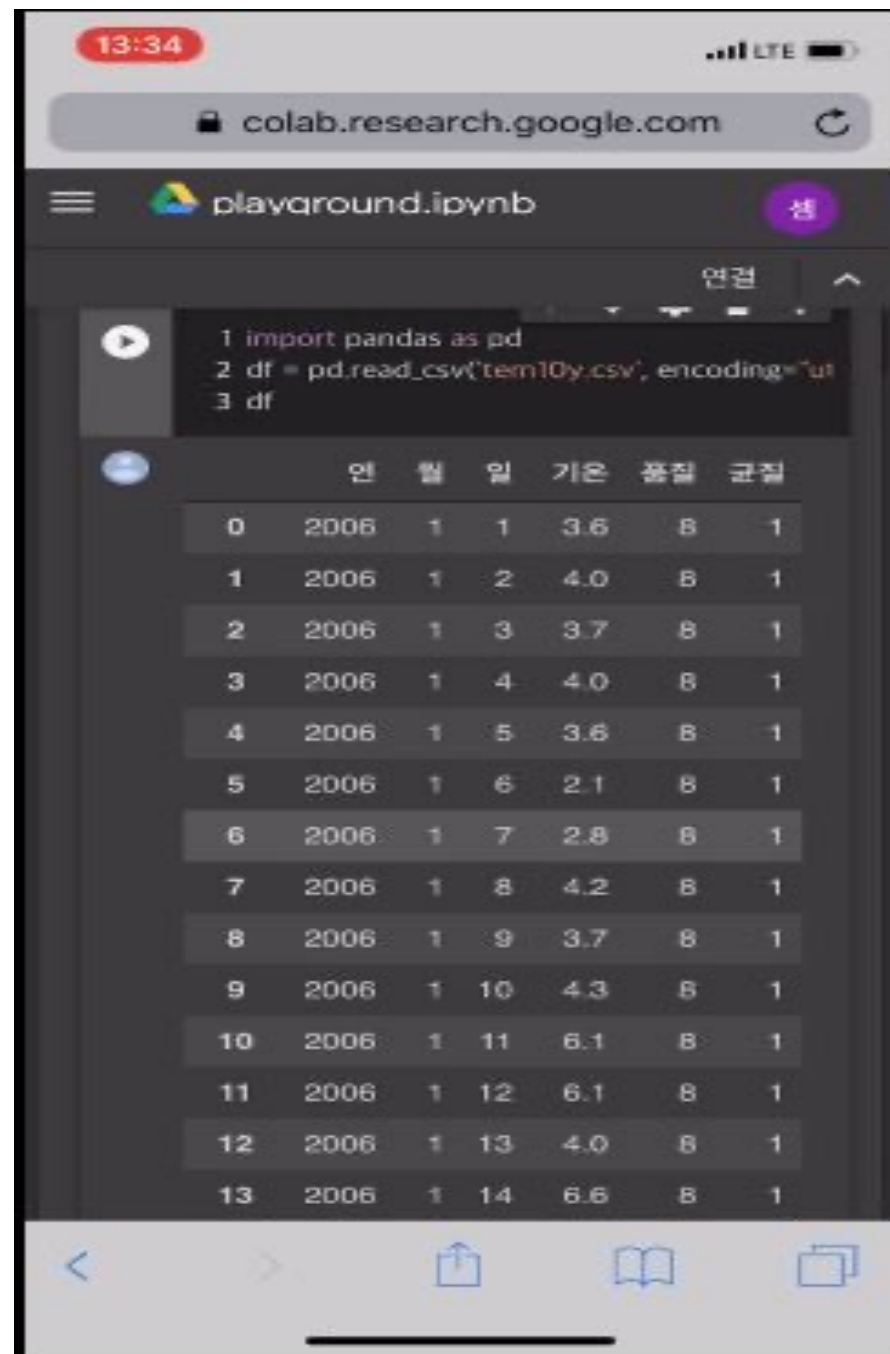 13:34
LTE
colab.research.google.com
playground.ipynb
셈
연결
1 import pandas as pd
2 df = pd.read_csv('tem10y.csv', encoding="ut
3 df
연 월 일 기온 품질 균질
0 2006 1 1 3.6 8 1
1 2006 1 2 4.0 8 1
2 2006 1 3 3.7 8 1
3 2006 1 4 4.0 8 1
4 2006 1 5 3.6 8 1
5 2006 1 6 2.1 8 1
6 2006 1 7 2.8 8 1
7 2006 1 8 4.2 8 1
8 2006 1 9 3.7 8 1
9 2006 1 10 4.3 8 1
10 2006 1 11 6.1 8 1
11 2006 1 12 6.1 8 1
12 2006 1 13 4.0 8 1
13 2006 1 14 6.6 8 1